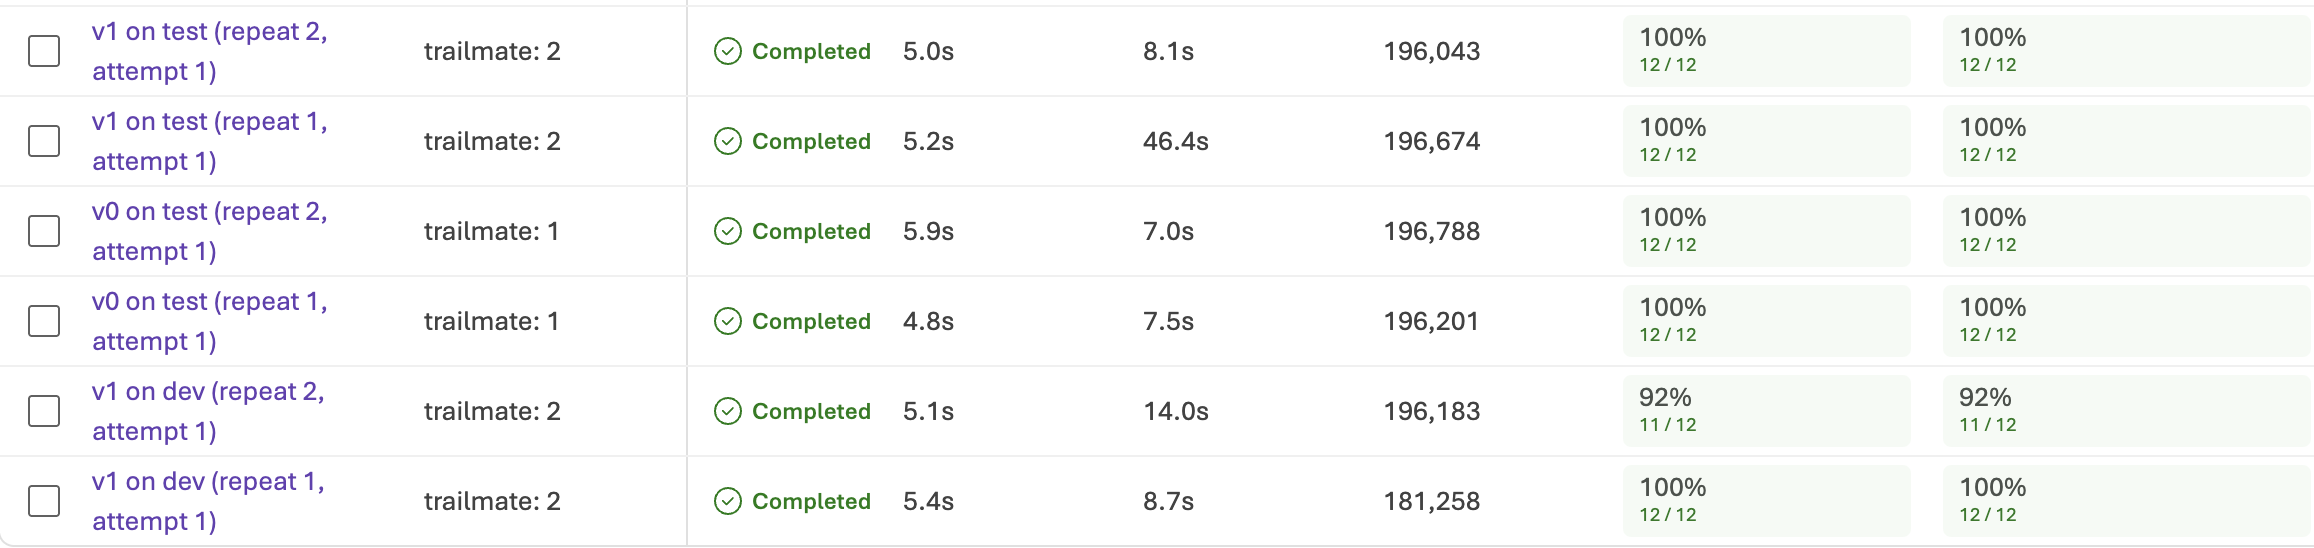 v1 on test (repeat 2,
attempt 1)
trailmate: 2
Completed
5.0s
8.1s
196,043
100%
12 / 12
100%
12 / 12
v1 on test (repeat 1,
attempt 1)
trailmate: 2
Completed
5.2s
46.4s
196,674
100%
12 / 12
100%
12 / 12
v0 on test (repeat 2,
attempt 1)
trailmate: 1
Completed
5.9s
7.0s
196,788
100%
12 / 12
100%
12 / 12
v0 on test (repeat 1,
attempt 1)
trailmate: 1
Completed
4.8s
7.5s
196,201
100%
12 / 12
100%
12 / 12
v1 on dev (repeat 2,
attempt 1)
trailmate: 2
Completed
5.1s
14.0s
196,183
92%
11 / 12
92%
11 / 12
v1 on dev (repeat 1,
attempt 1)
trailmate: 2
Completed
5.4s
8.7s
181,258
100%
12 / 12
100%
12 / 12